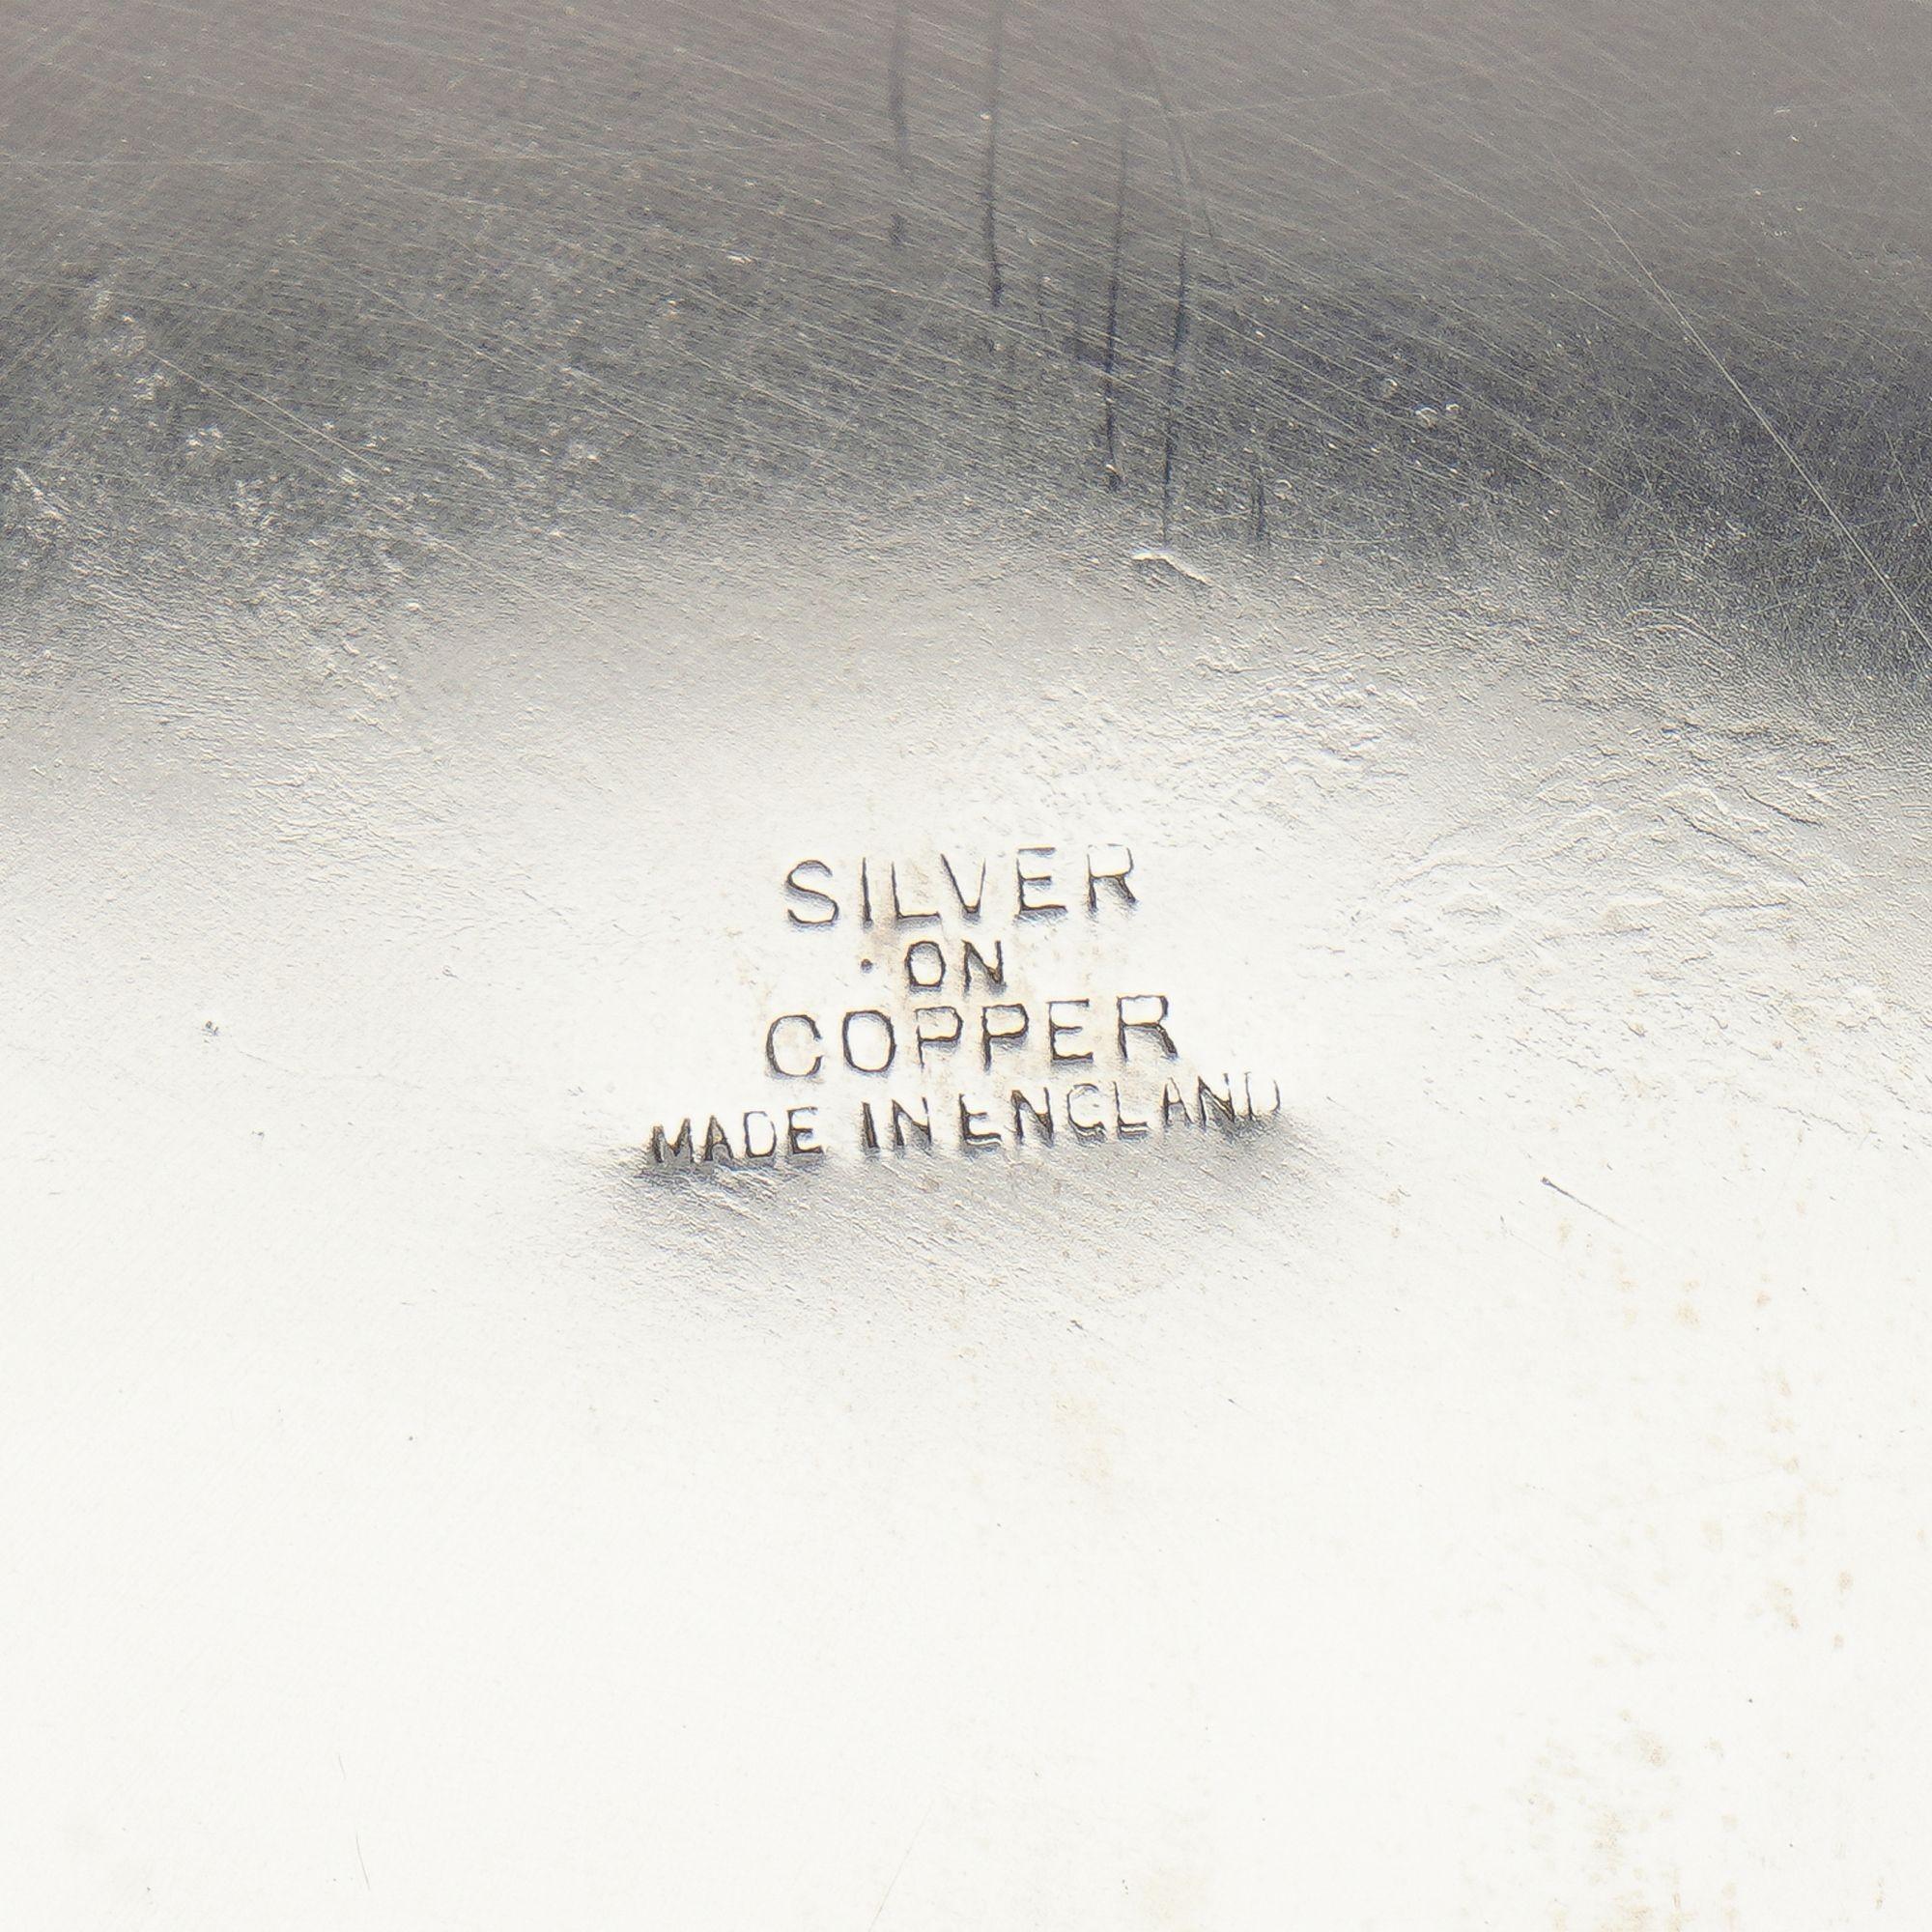 SILVER
ON
COPPER
MADE IN ENGLAND